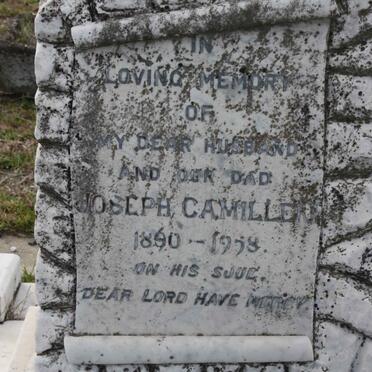 IN
LOVING MEMORY
OF
MY DEAR HUSBAND
AND OUR DAD
JOSEPH CAMILLERI
1890 - 1958
ON HIS SOUL
DEAR LORD HAVE MERCY